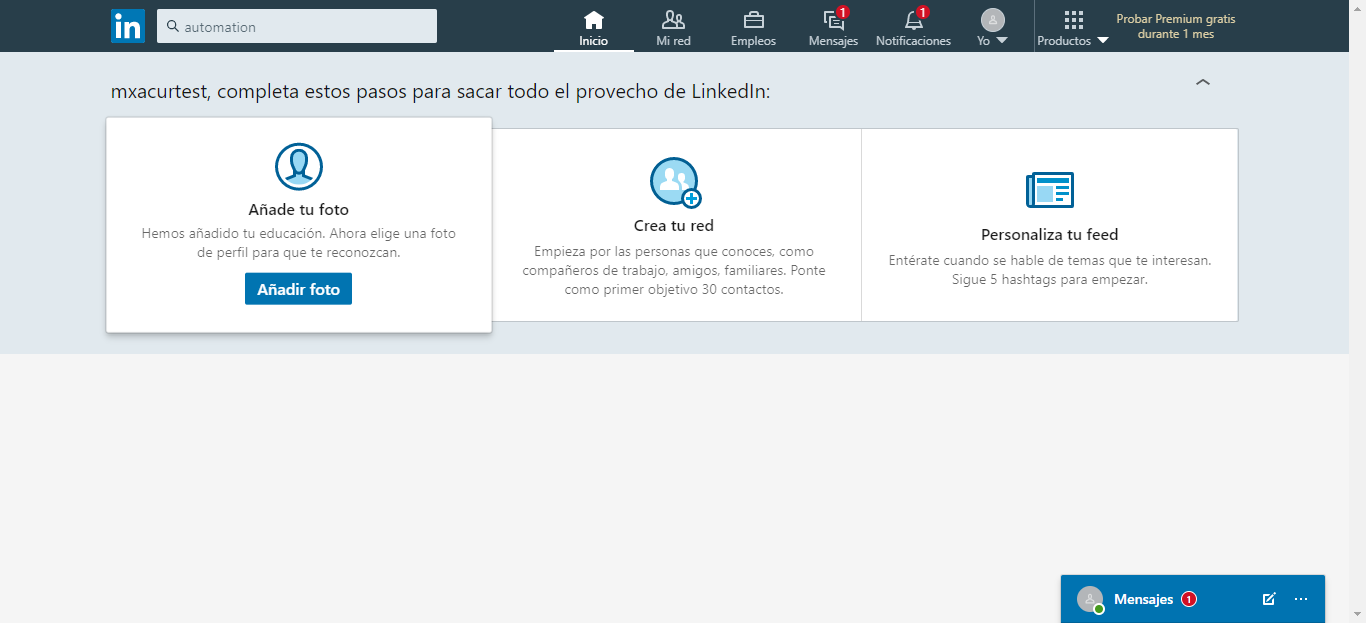 in automation
Inicio
Mi red
Empleos
1
Mensajes
1
Notificaciones
Yo
Productos
Probar Premium gratis
durante 1 mes
mxacurtest, completa estos pasos para sacar todo el provecho de LinkedIn:
Añade tu foto
Hemos añadido tu educación. Ahora elige una foto
de perfil para que te reconozcan.
Añadir foto
Crea tu red
Empieza por las personas que conoces, como
compañeros de trabajo, amigos, familiares. Ponte
como primer objetivo 30 contactos.
Personaliza tu feed
Entérate cuando se hable de temas que te interesan.
Sigue 5 hashtags para empezar.
Mensajes 1